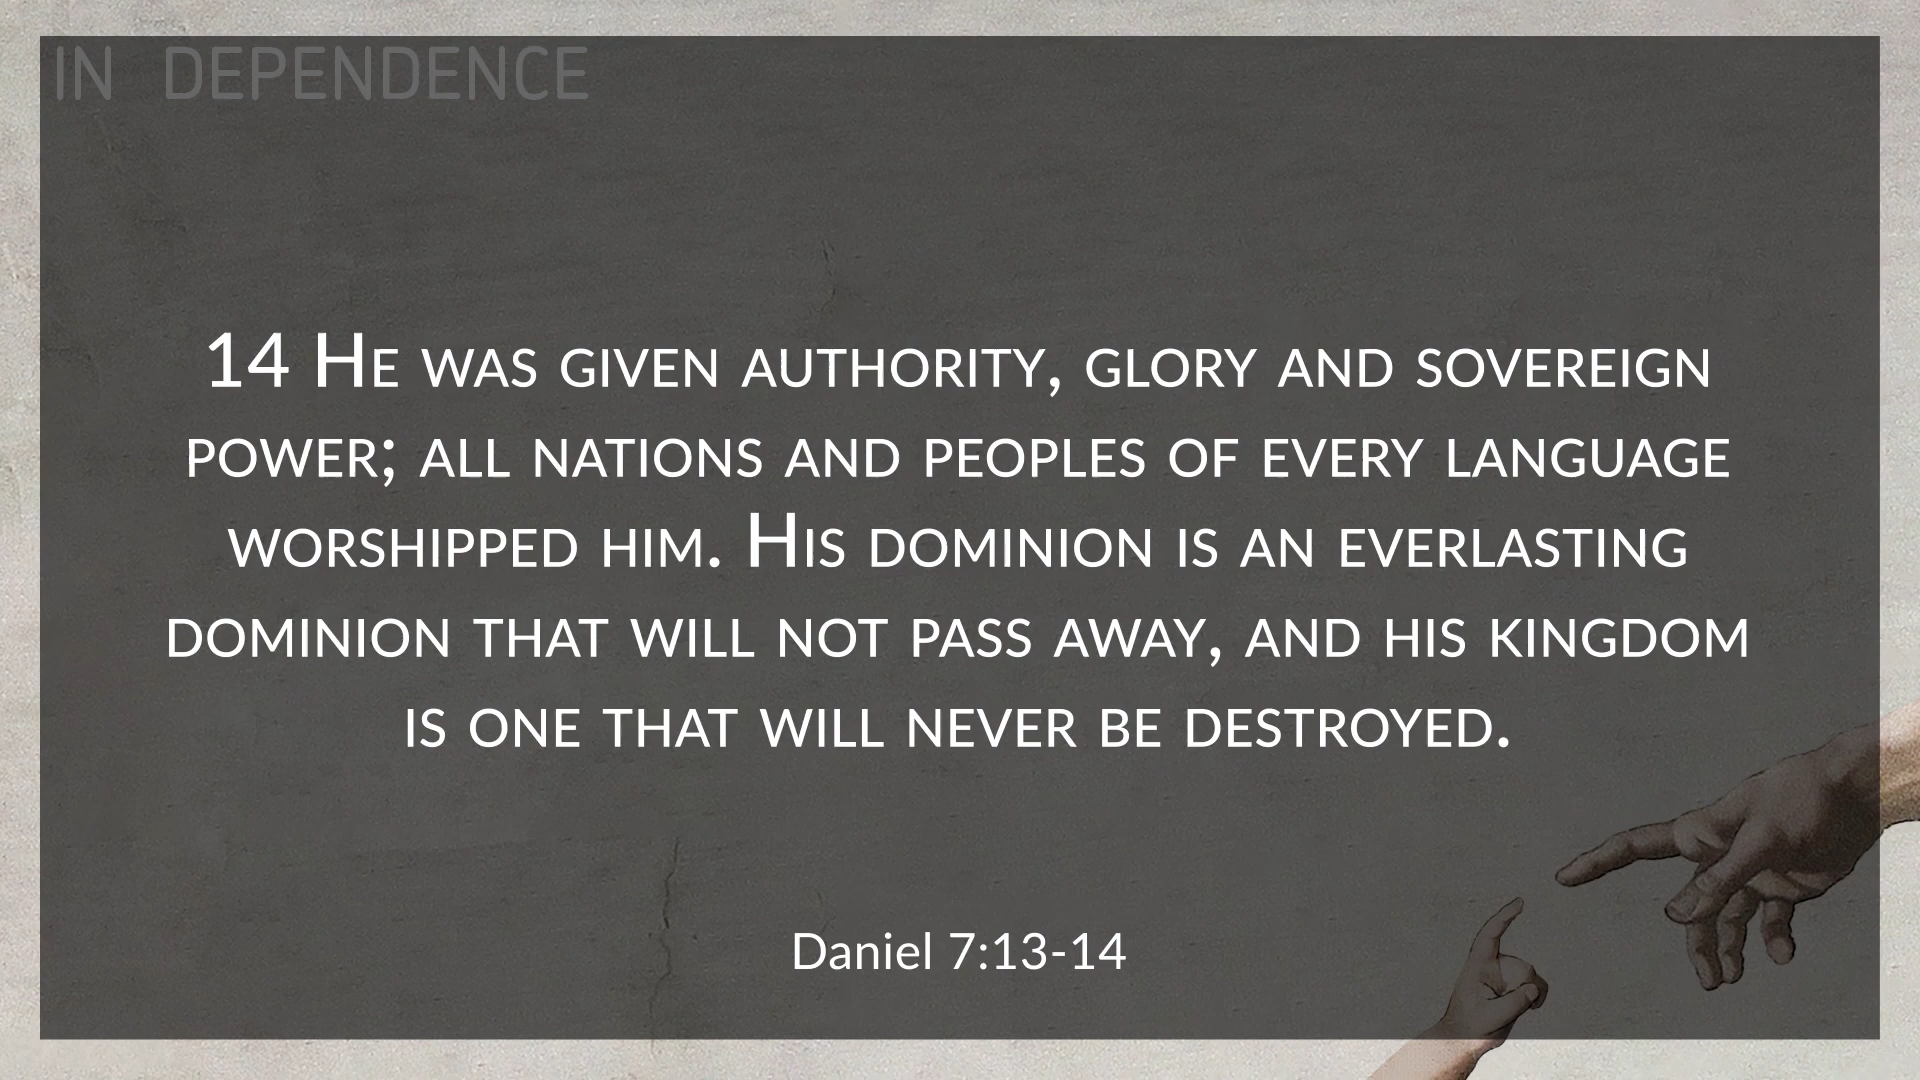 IN DEPENDENCE
14 He was given authority, glory and sovereign
power; all nations and peoples of every language
worshipped him. His dominion is an everlasting
dominion that will not pass away, and his kingdom
is one that will never be destroyed.
Daniel 7:13-14